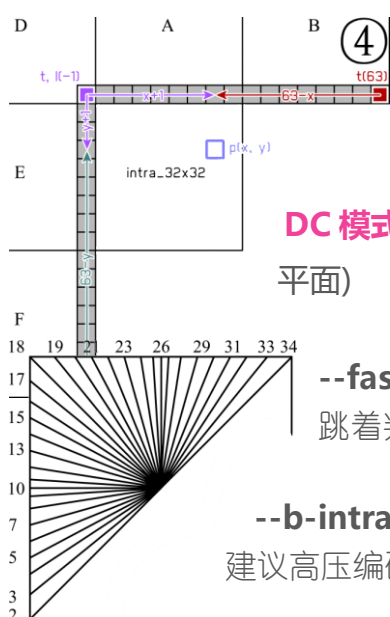 D A B ④
t, l(-1) t(63)
x+1 63-x
y+1
p(x, y)
E intra_32x32
DC 模式
63-y
平面)
F
18 19 2 23 26 29 31 33 34
17
--fas
15
跳着
13
10
--b-intra
7
建议高压编
5
3
2